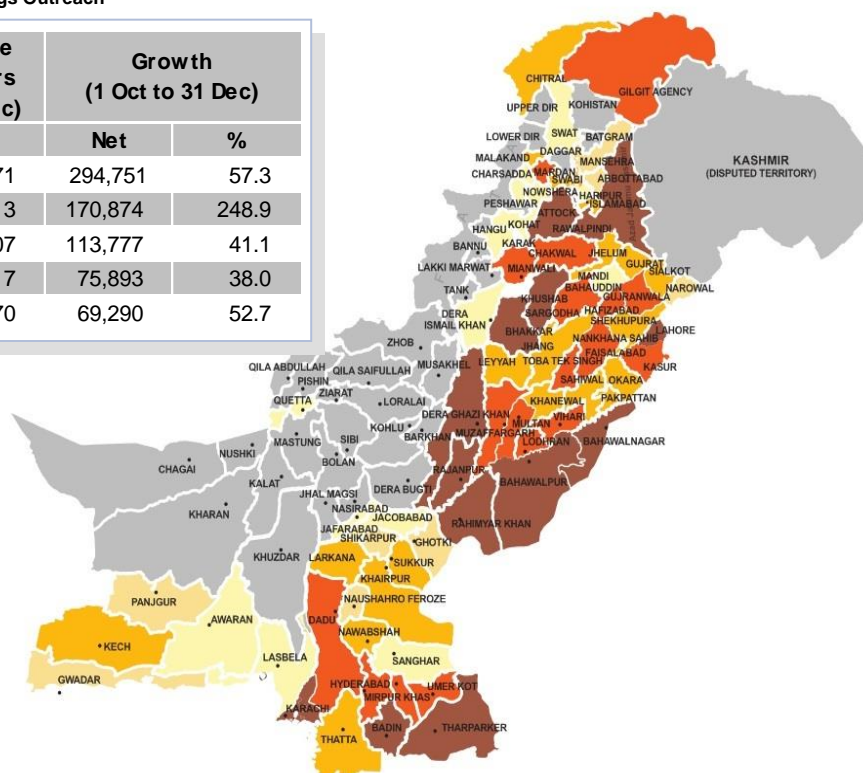 gs Outreach
e
rs
c)
Growth
(1 Oct to 31 Dec)
Net %
71 294,751 57.3
3 170,874 248.9
07 113,777 41.1
7 75,893 38.0
70 69,290 52.7
CHITRAL
GILGIT AGENCY
UPPER DIR
KOHISTAN
LOWER DIR
SWAT
BATGRAM
DAGGAR
MALAKAND
MANSEHRA
KASHMIR
(DISPUTED TERRITORY)
CHARSADDA
MARDAN
SWABI
ABBOTTABAD
NOWSHERA
HARIPUR
PESHAWAR
ISLAMABAD
ATTOCK
HANGU
KOHAT
RAWALPINDI
BANNU
KARAK
CHAKWAL
JHELUM
LAKKI MARWAT
MIANWALI
GUJRAT
SIALKOT
TANK
MANDI
BAHAUDDIN
NAROWAL
KHUSHAB
GUJRANWALA
DERA
ISMAIL KHAN
SARGODHA
HAFIZABAD
SHEKHUPURA
BHAKKAR
LAHORE
ZHOB
JHANG
NANKHANA SAHIB
FAISALABAD
QILA ABDULLAH
QILA SAIFULLAH
MUSAKHEL
LEYYAH
TOBA TEK SINGH
KASUR
PISHIN
SAHIWAL
OKARA
ZIARAT
QUETTA
LORALAI
DERA GHAZI KHAN
KHANEWAL
PAKPATTAN
MULTAN
VIHARI
KOHLU
BARKHAN
MUZAFFARGARH
MASTUNG
SIBI
LODHRAN
BAHAWALNAGAR
NUSHKI
BOLAN
CHAGAI
RAJANPUR
KALAT
DERA BUGTI
BAHAWALPUR
JHAL MAGSI
KHARAN
NASIRABAD
JACOBABAD
RAHIMYAR KHAN
JAFARABAD
SHIKARPUR
GHOTKI
KHUZDAR
LARKANA
SUKKUR
KHAIRPUR
PANJGUR
NAUSHAHRO FEROZE
AWARAN
DADU
NAWABSHAH
KECH
LASBELA
SANGHAR
GWADAR
HYDERABAD
UMER KOT
MIRPUR KHAS
KARACHI
THATTA
BADIN
THARPARKER